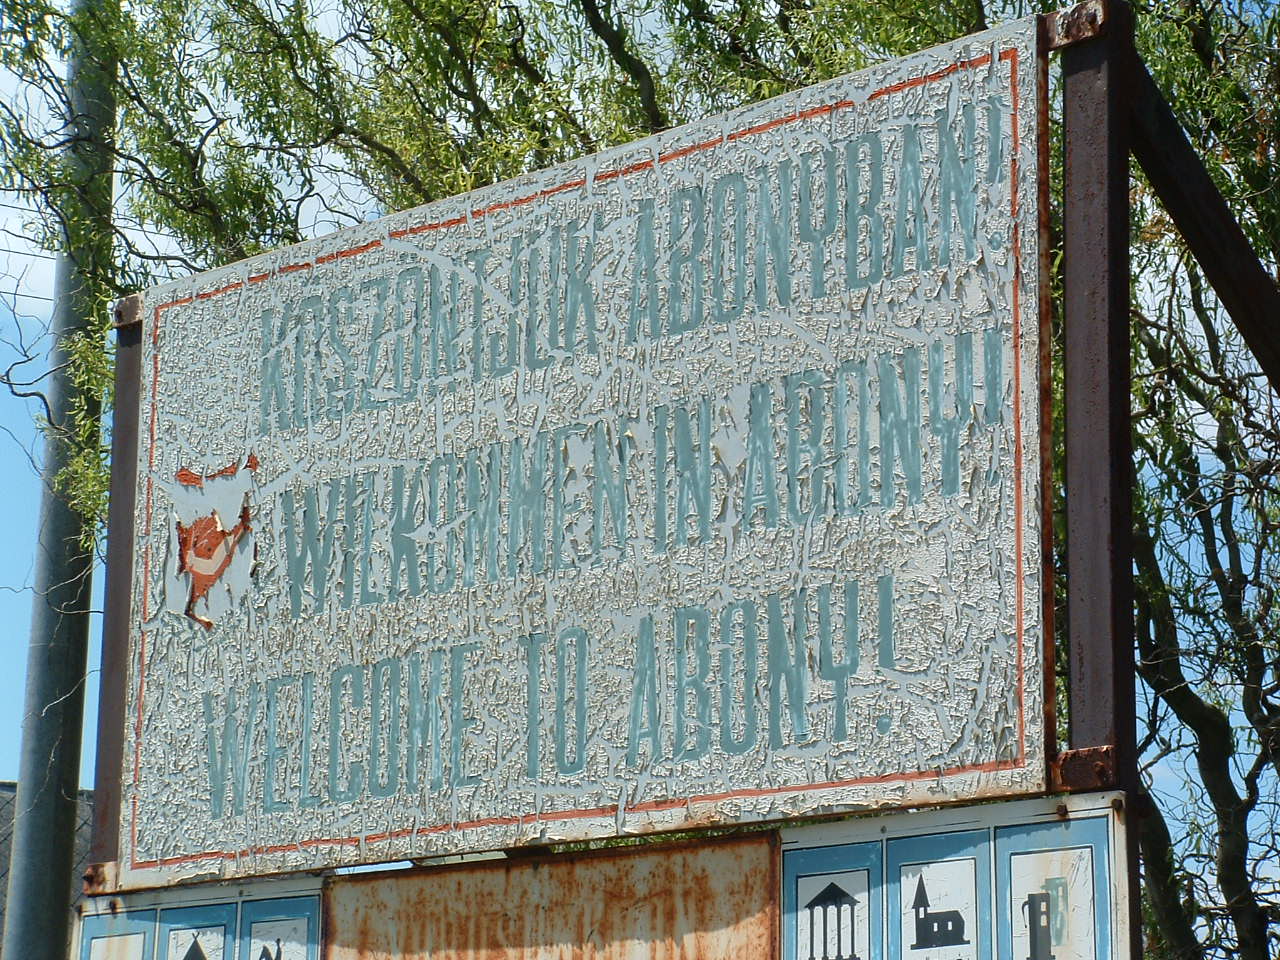 KÖSZÖNTJÜK ABONYBAN!
WILKOMMEN IN ABONY!
WELCOME TO ABONY!